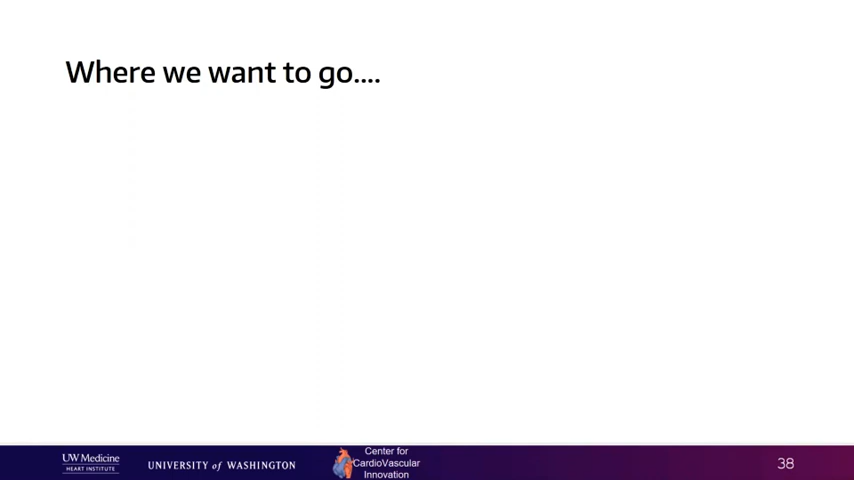 Where we want to go....
UW Medicine
HEART INSTITUTE
UNIVERSITY of WASHINGTON
Center for
CardioVascular
Innovation
38